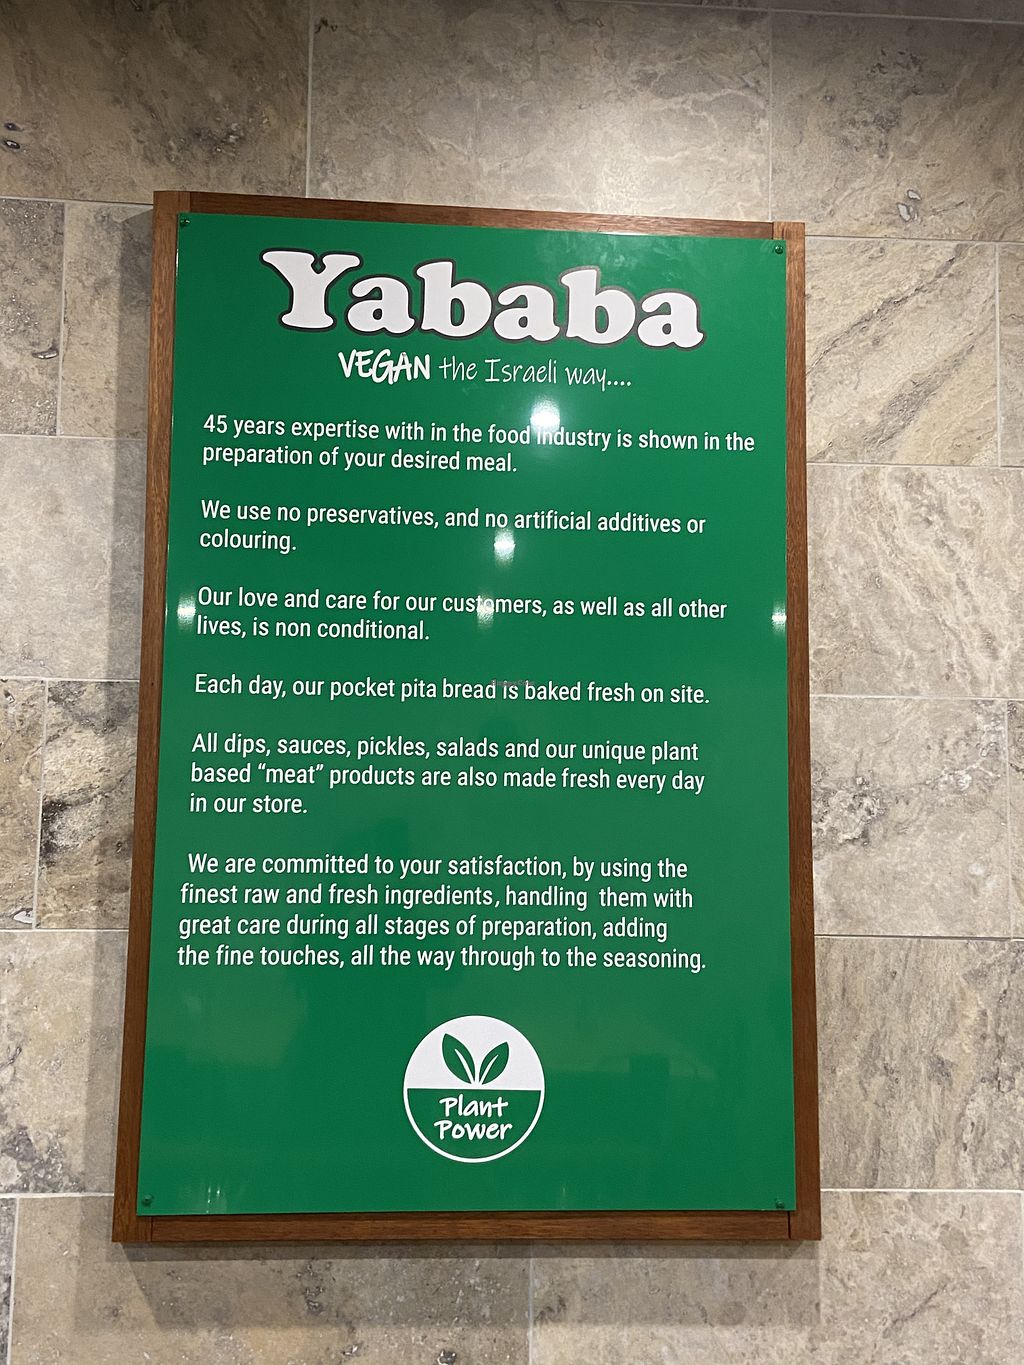 Yababa
VEGAN the Israeli way....
45 years expertise with in the food industry is shown in the
preparation of your desired meal.
We use no preservatives, and no artificial additives or
colouring.
Our love and care for our customers, as well as all other
lives, is non conditional.
Each day, our pocket pita bread is baked fresh on site.
All dips, sauces, pickles, salads and our unique plant
based “meat” products are also made fresh every day
in our store.
We are committed to your satisfaction, by using the
finest raw and fresh ingredients, handling them with
great care during all stages of preparation, adding
the fine touches, all the way through to the seasoning.
Plant
Power